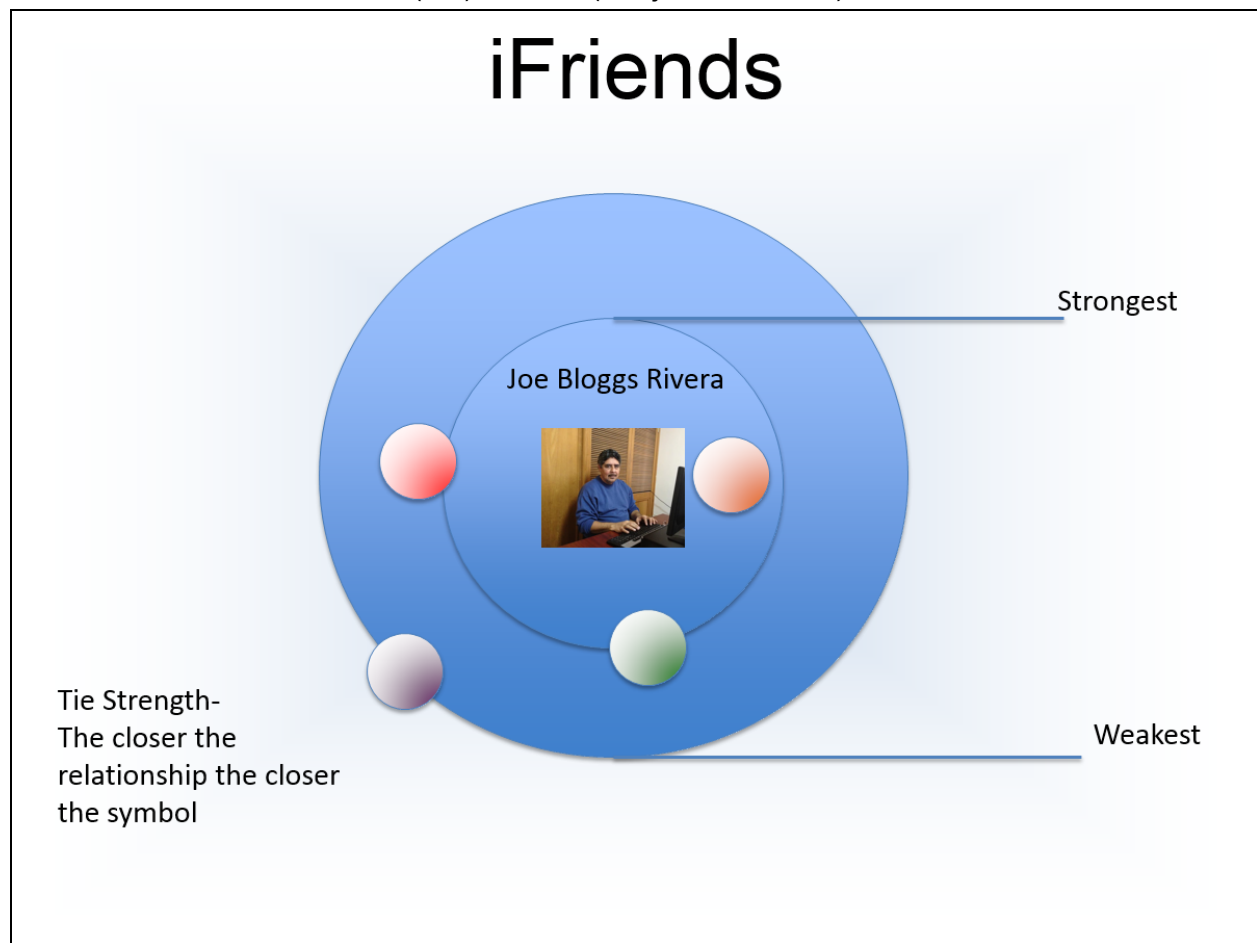 iFriends
Strongest
Joe Bloggs Rivera
Tie Strength-
The closer the
relationship the closer
the symbol
Weakest